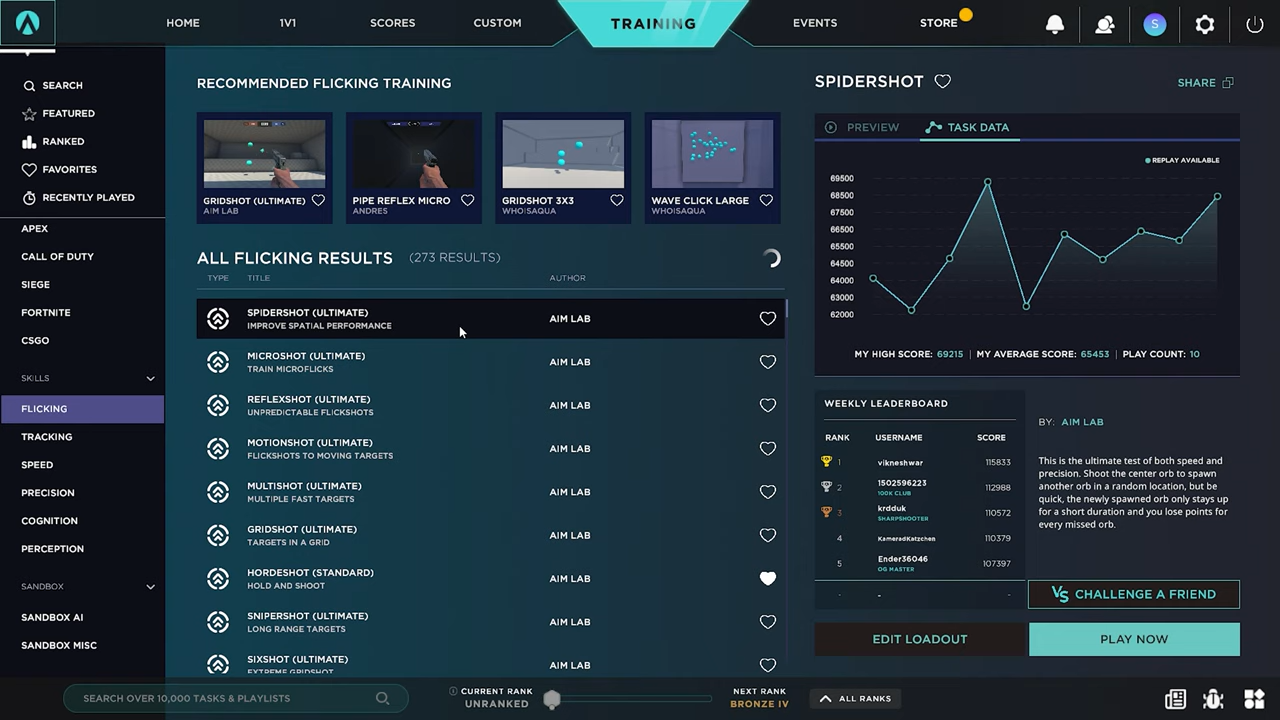 HOME 1V1 SCORES CUSTOM TRAINING EVENTS STORE S
SEARCH
FEATURED
RANKED
FAVORITES
RECENTLY PLAYED
APEX
CALL OF DUTY
SIEGE
FORTNITE
CSGO
SKILLS
FLICKING
TRACKING
SPEED
PRECISION
COGNITION
PERCEPTION
SANDBOX
SANDBOX AI
SANDBOX MISC
RECOMMENDED FLICKING TRAINING
GRIDSHOT (ULTIMATE)
AIM LAB
PIPE REFLEX MICRO
ANDRES
GRIDSHOT 3X3
WHOISAQUA
WAVE CLICK LARGE
WHOISAQUA
ALL FLICKING RESULTS (273 RESULTS)
TYPE TITLE AUTHOR
SPIDERSHOT (ULTIMATE)
IMPROVE SPATIAL PERFORMANCE
AIM LAB
MICROSHOT (ULTIMATE)
TRAIN MICROFLICKS
AIM LAB
REFLEXSHOT (ULTIMATE)
UNPREDICTABLE FLICKSHOTS
AIM LAB
MOTIONSHOT (ULTIMATE)
FLICKSHOTS TO MOVING TARGETS
AIM LAB
MULTISHOT (ULTIMATE)
MULTIPLE FAST TARGETS
AIM LAB
GRIDSHOT (ULTIMATE)
TARGETS IN A GRID
AIM LAB
HORDESHOT (STANDARD)
HOLD AND SHOOT
AIM LAB
SNIPERSHOT (ULTIMATE)
LONG RANGE TARGETS
AIM LAB
SIXSHOT (ULTIMATE)
EXTREME GRIDSHOT
AIM LAB
SPIDERSHOT
SHARE
PREVIEW TASK DATA
REPLAY AVAILABLE
69500
68500
67500
66500
65500
64500
63000
62000
MY HIGH SCORE: 69215 | MY AVERAGE SCORE: 65453 | PLAY COUNT: 10
WEEKLY LEADERBOARD
RANK USERNAME SCORE
1 vikneshwar 115833
2 1502596223 112988
100K CLUB
3 krdduk 110572
SHARPSHOOTER
4 KameradKatzchen 110379
5 Ender36046 107397
OG MASTER
- - -
BY: AIM LAB
This is the ultimate test of both speed and
precision. Shoot the center orb to spawn
another orb in a random location, but be
quick, the newly spawned orb only stays up
for a short duration and you lose points for
every missed orb.
VS CHALLENGE A FRIEND
EDIT LOADOUT
PLAY NOW
SEARCH OVER 10,000 TASKS & PLAYLISTS
CURRENT RANK
UNRANKED
NEXT RANK
BRONZE IV
ALL RANKS